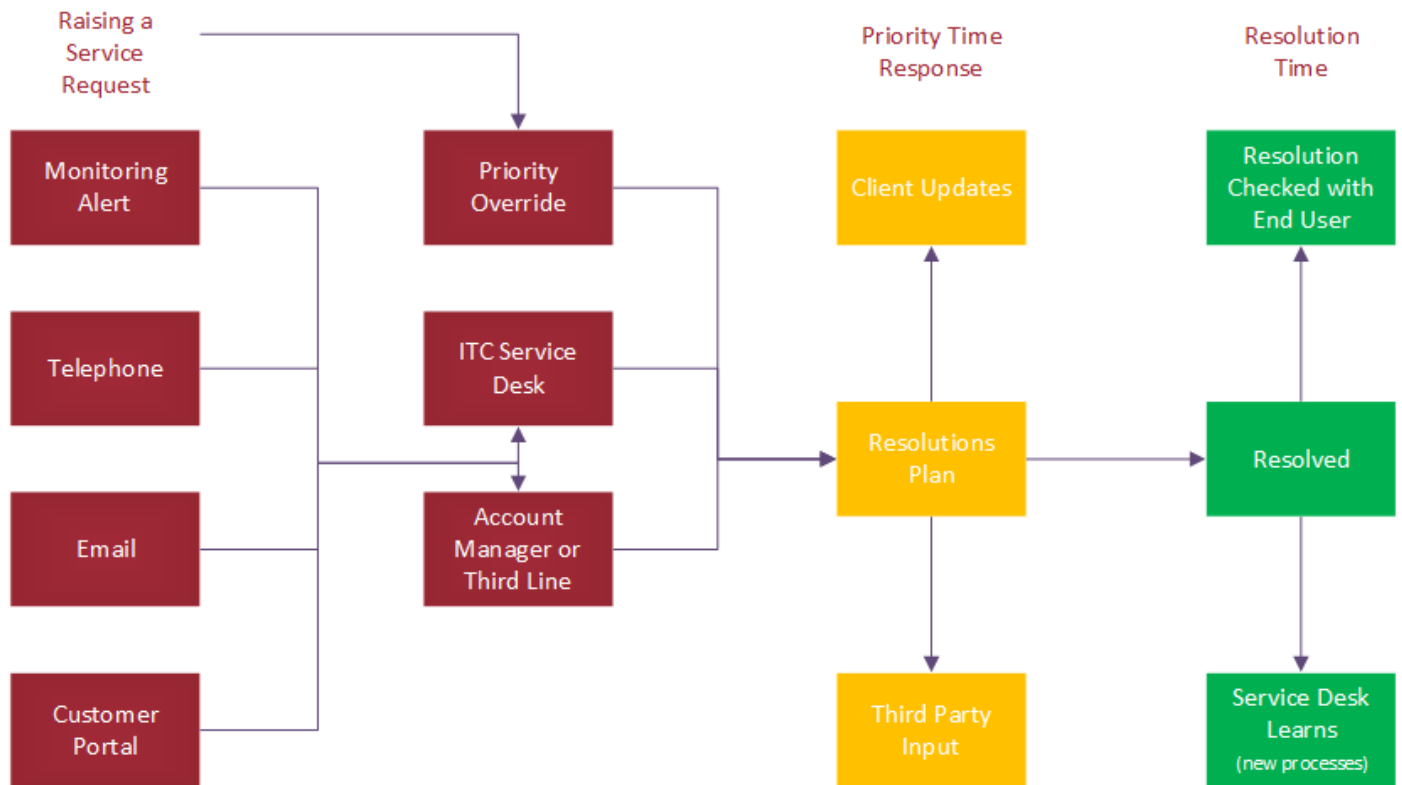 Raising a
Service
Request
Priority Time
Response
Resolution
Time
Monitoring
Alert
Priority
Override
Client Updates
Resolution
Checked with
End User
Telephone
ITC Service
Desk
Resolutions
Plan
Resolved
Email
Account
Manager or
Third Line
Customer
Portal
Third Party
Input
Service Desk
Learns
(new processes)